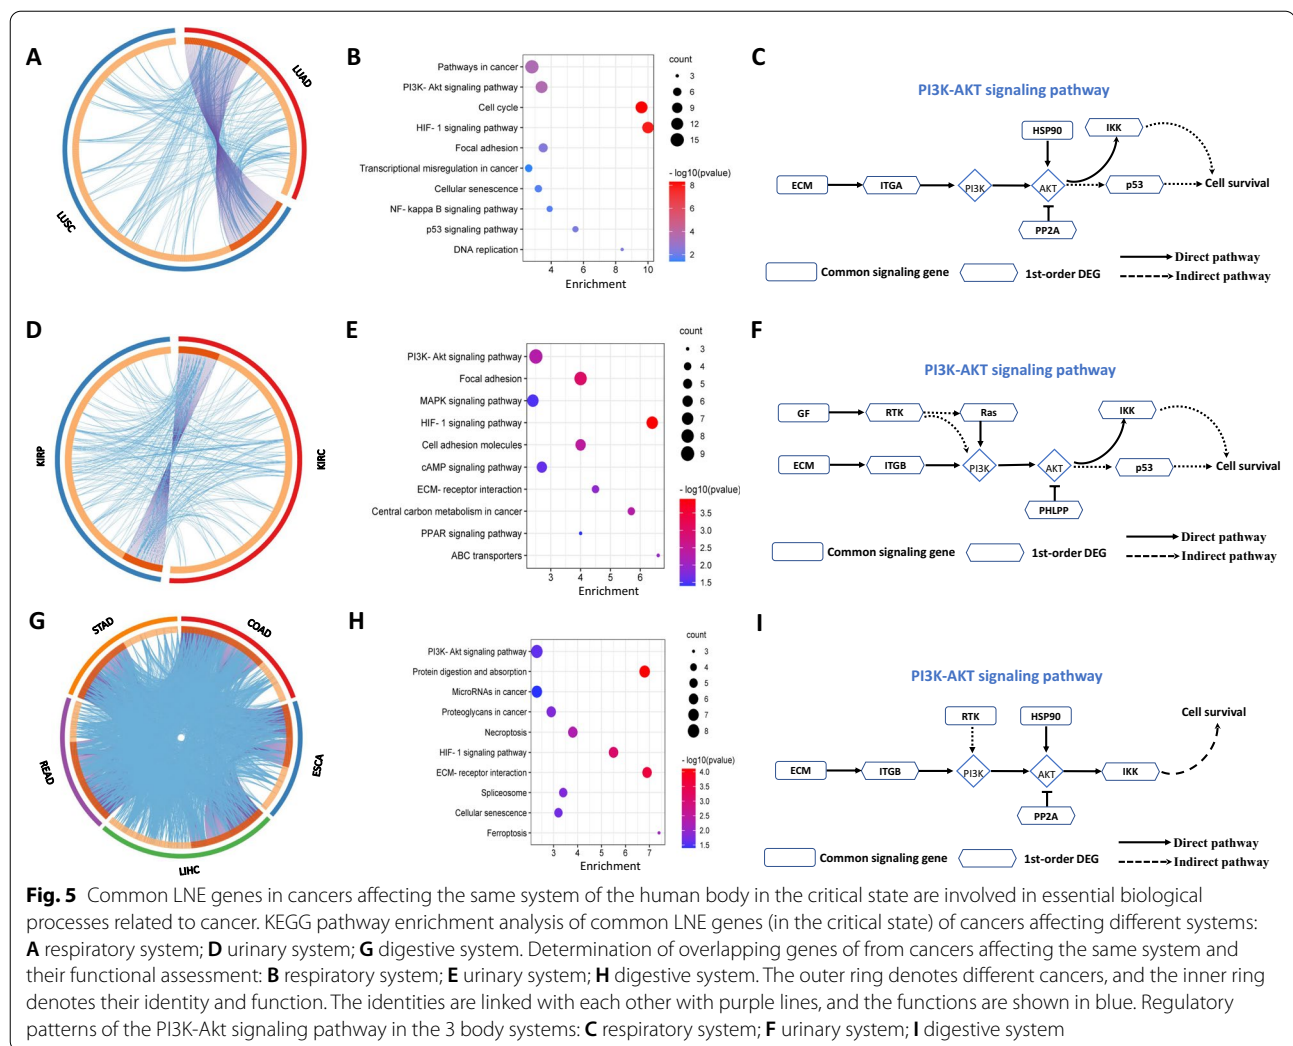 A
LUAD
LUSC
B
Pathways in cancer
PI3K- Akt signaling pathway
Cell cycle
HIF- 1 signaling pathway
Focal adhesion
Transcriptional misregulation in cancer
Cellular senescence
NF- kappa B signaling pathway
p53 signaling pathway
DNA replication
4 6 8 10
Enrichment
count
3
6
9
12
15
- log10(pvalue)
8
6
4
2
C
PI3K-AKT signaling pathway
HSP90
IKK
ECM
ITGA
PI3K
AKT
p53
Cell survival
PP2A
Common signaling gene
1st-order DEG
Direct pathway
Indirect pathway
D
KIRP
KIRC
E
PI3K- Akt signaling pathway
Focal adhesion
MAPK signaling pathway
HIF- 1 signaling pathway
Cell adhesion molecules
cAMP signaling pathway
ECM- receptor interaction
Central carbon metabolism in cancer
PPAR signaling pathway
ABC transporters
3 4 5 6
Enrichment
count
3
4
5
6
7
8
9
- log10(pvalue)
3.5
3.0
2.5
2.0
1.5
F
PI3K-AKT signaling pathway
GF
RTK
Ras
IKK
ECM
ITGB
PI3K
AKT
p53
Cell survival
PHLPP
Common signaling gene
1st-order DEG
Direct pathway
Indirect pathway
G
STAD
COAD
READ
ESCA
LIHC
H
PI3K- Akt signaling pathway
Protein digestion and absorption
MicroRNAs in cancer
Proteoglycans in cancer
Necroptosis
HIF- 1 signaling pathway
ECM- receptor interaction
Spliceosome
Cellular senescence
Ferroptosis
3 4 5 6 7
Enrichment
count
3
4
5
6
7
8
- log10(pvalue)
4.0
3.5
3.0
2.5
2.0
1.5
I
PI3K-AKT signaling pathway
RTK
HSP90
Cell survival
ECM
ITGB
PI3K
AKT
IKK
PP2A
Common signaling gene
1st-order DEG
Direct pathway
Indirect pathway
Fig. 5 Common LNE genes in cancers affecting the same system of the human body in the critical state are involved in essential biological
processes related to cancer. KEGG pathway enrichment analysis of common LNE genes (in the critical state) of cancers affecting different systems:
A respiratory system; D urinary system; G digestive system. Determination of overlapping genes of from cancers affecting the same system and
their functional assessment: B respiratory system; E urinary system; H digestive system. The outer ring denotes different cancers, and the inner ring
denotes their identity and function. The identities are linked with each other with purple lines, and the functions are shown in blue. Regulatory
patterns of the PI3K-Akt signaling pathway in the 3 body systems: C respiratory system; F urinary system; I digestive system